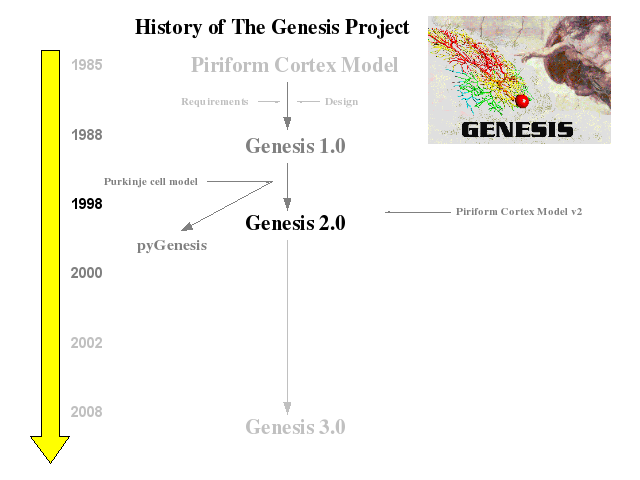 History of The Genesis Project
GENESIS
1985
Piriform Cortex Model
Requirements
Design
1988
Genesis 1.0
Purkinje cell model
1998
Genesis 2.0
Piriform Cortex Model v2
pyGenesis
2000
2002
2008
Genesis 3.0